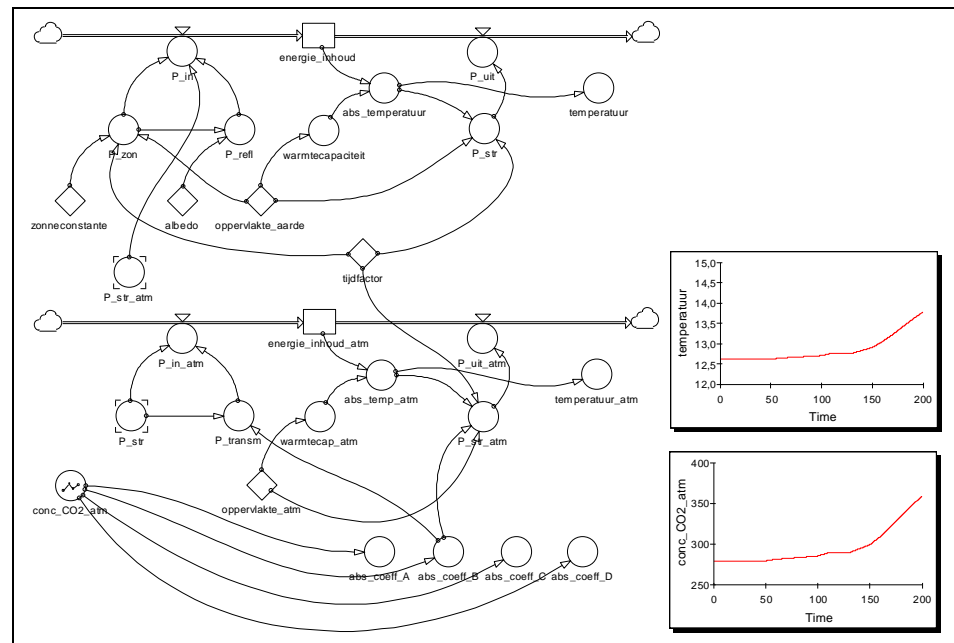 energie_inhoud
P_in
P_uit
abs_temperatuur
temperatuur
P_zon
P_refl
warmtecapaciteit
P_str
zonneconstante
albedo
oppervlakte_aarde
tijdfactor
P_str_atm
energie_inhoud_atm
P_in_atm
P_uit_atm
abs_temp_atm
temperatuur_atm
P_str
P_transm
warmtecap_atm
P_str_atm
oppervlakte_atm
conc_CO2_atm
abs_coeff_A
abs_coeff_B
abs_coeff_C
abs_coeff_D
temperatuur
15,0
14,5
14,0
13,5
13,0
12,5
12,0
0 50 100 150 200
Time
conc_CO2_atm
400
350
300
250
0 50 100 150 200
Time